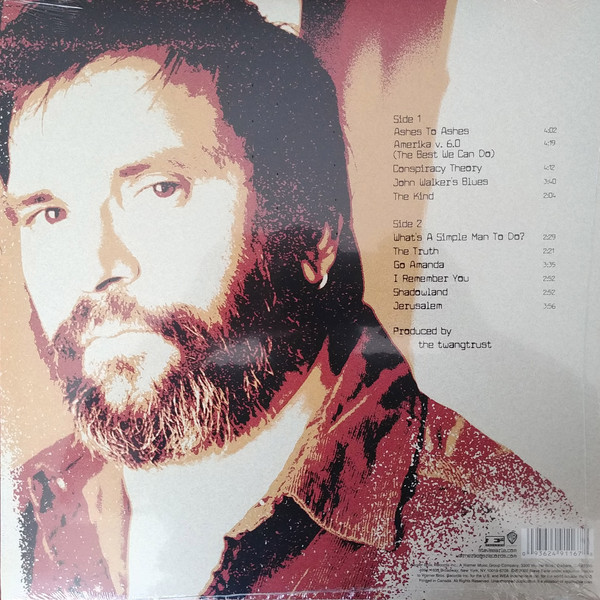 Side 1
Ashes To Ashes 4:02
Amerika v. 6.0 4:19
(The Best We Can Do)
Conspiracy Theory 4:12
John Walker's Blues 3:40
The Kind 2:04
Side 2
What's A Simple Man To Do? 2:29
The Truth 2:21
Go Amanda 3:35
I Remember You 2:52
Shadowland 2:52
Jerusalem 3:56
Produced by
the twangtrust